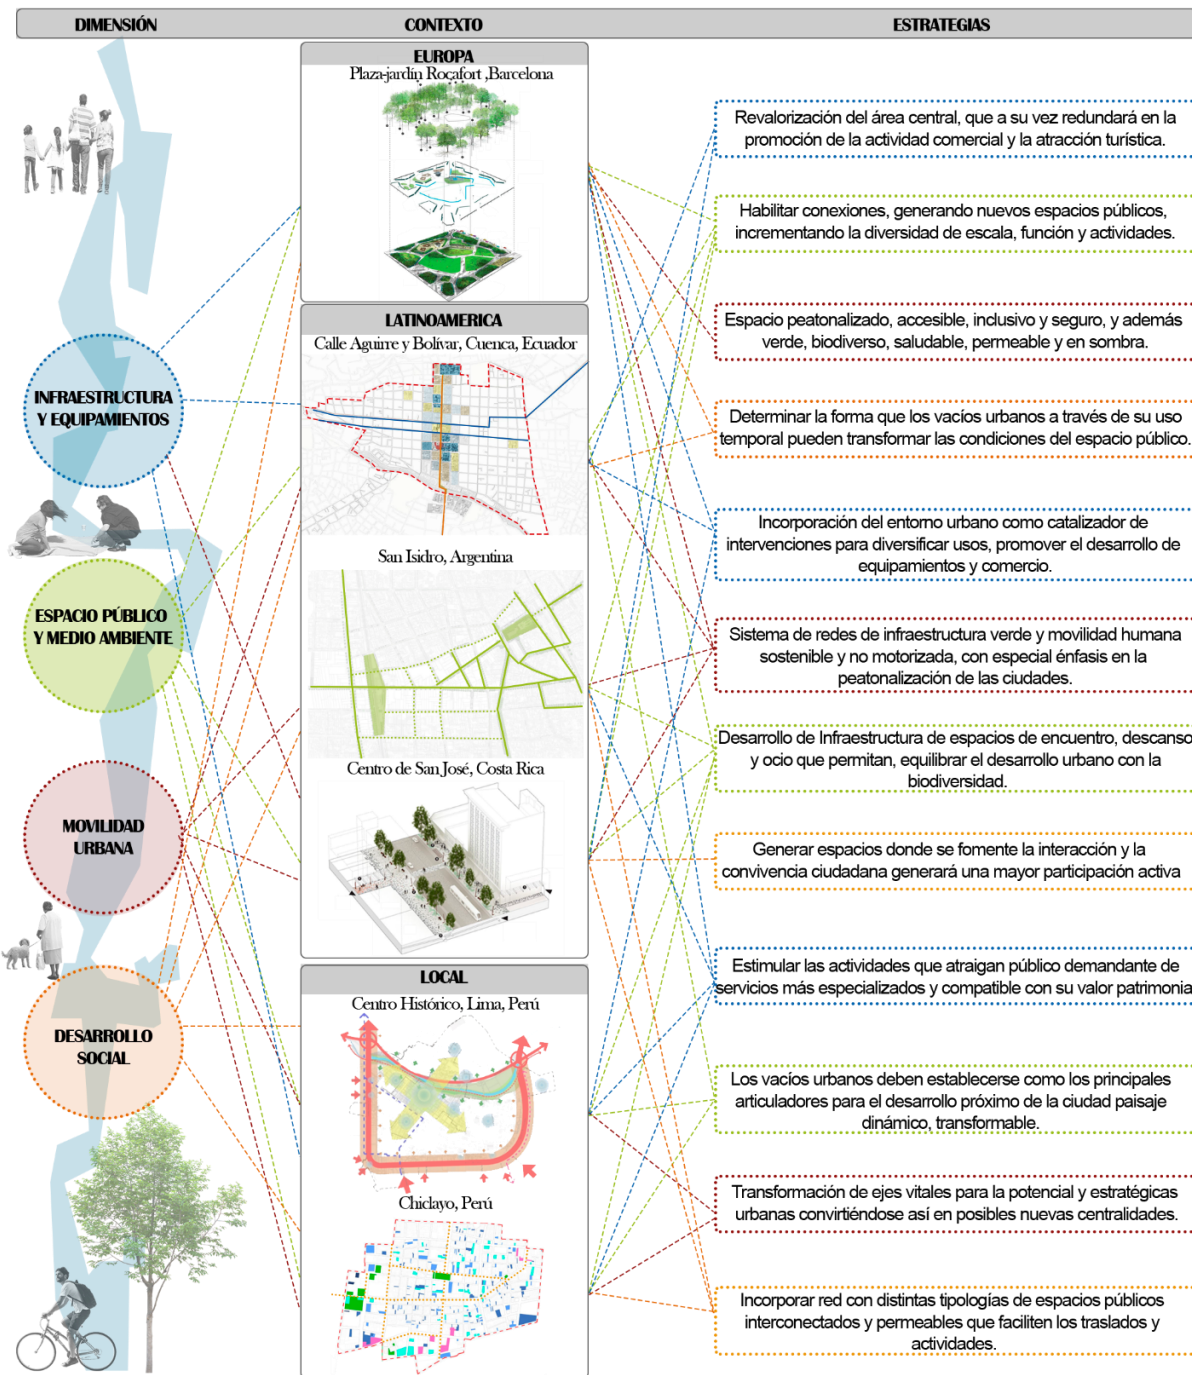 DIMENSIÓN
CONTEXTO
ESTRATEGIAS
INFRAESTRUCTURA
Y EQUIPAMIENTOS
ESPACIO PÚBLICO
Y MEDIO AMBIENTE
MOVILIDAD
URBANA
DESARROLLO
SOCIAL
EUROPA
Plaza-jardín Rocafort ,Barcelona
LATINOAMERICA
Calle Aguirre y Bolívar, Cuenca, Ecuador
San Isidro, Argentina
Centro de San José, Costa Rica
LOCAL
Centro Histórico, Lima, Perú
Chiclayo, Perú
Revalorización del área central, que a su vez redundará en la
promoción de la actividad comercial y la atracción turística.
Habilitar conexiones, generando nuevos espacios públicos,
incrementando la diversidad de escala, función y actividades.
Espacio peatonalizado, accesible, inclusivo y seguro, y además
verde, biodiverso, saludable, permeable y en sombra.
Determinar la forma que los vacíos urbanos a través de su uso
temporal pueden transformar las condiciones del espacio público.
Incorporación del entorno urbano como catalizador de
intervenciones para diversificar usos, promover el desarrollo de
equipamientos y comercio.
Sistema de redes de infraestructura verde y movilidad humana
sostenible y no motorizada, con especial énfasis en la
peatonalización de las ciudades.
Desarrollo de Infraestructura de espacios de encuentro, descanso
y ocio que permitan, equilibrar el desarrollo urbano con la
biodiversidad.
Generar espacios donde se fomente la interacción y la
convivencia ciudadana generará una mayor participación activa
Estimular las actividades que atraigan público demandante de
servicios más especializados y compatible con su valor patrimonia
Los vacíos urbanos deben establecerse como los principales
articuladores para el desarrollo próximo de la ciudad paisaje
dinámico, transformable.
Transformación de ejes vitales para la potencial y estratégicas
urbanas convirtiéndose así en posibles nuevas centralidades.
Incorporar red con distintas tipologías de espacios públicos
interconectados y permeables que faciliten los traslados y
actividades.